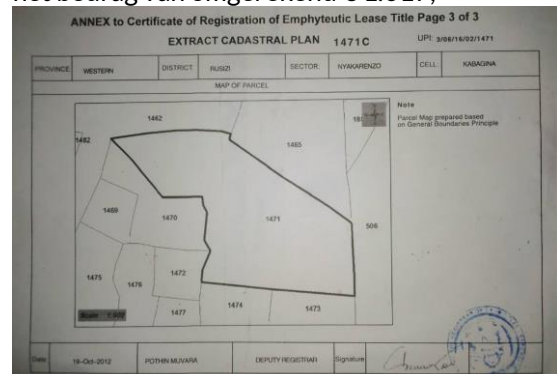 ANNEX to Certificate of Registration of Emphyteutic Lease Title Page 3 of 3
EXTRACT CADASTRAL PLAN 1471C UPI: 3/06/16/02/1471
PROVINCE WESTERN DISTRICT: RUSIZI SECTOR: NYAKARENZO CELL KABAGINA
MAP OF PARCEL
Note
Parcel Map prepared based
on General Boundaries Principle
1462
1482
1465
1469
1470
1471
506
1475
1476
1472
1477
1474
1473
Scale
Date 19-Oct-2012 POTHIN MUVARA DEPUTY REGISTRAR Signature